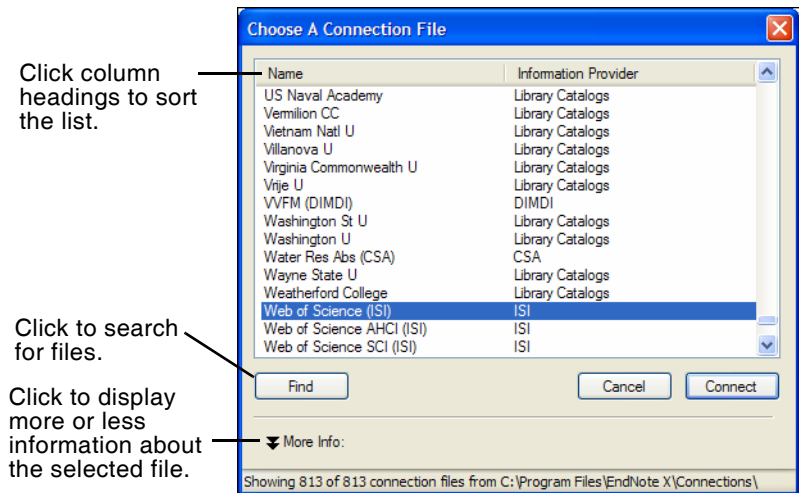 Choose A Connection File
Click column
headings to sort
the list.
Name Information Provider
US Naval Academy Library Catalogs
Vermilion CC Library Catalogs
Vietnam Natl U Library Catalogs
Villanova U Library Catalogs
Virginia Commonwealth U Library Catalogs
Vrije U Library Catalogs
VVFM (DIMDI) DIMDI
Washington St U Library Catalogs
Washington U Library Catalogs
Water Res Abs (CSA) CSA
Wayne State U Library Catalogs
Weatherford College Library Catalogs
Web of Science (ISI) ISI
Web of Science AHCI (ISI) ISI
Web of Science SCI (ISI) ISI
Click to search
for files.
Find Cancel Connect
Click to display
more or less
information about
the selected file.
More Info:
Showing 813 of 813 connection files from C:\Program Files\EndNote X\Connections\